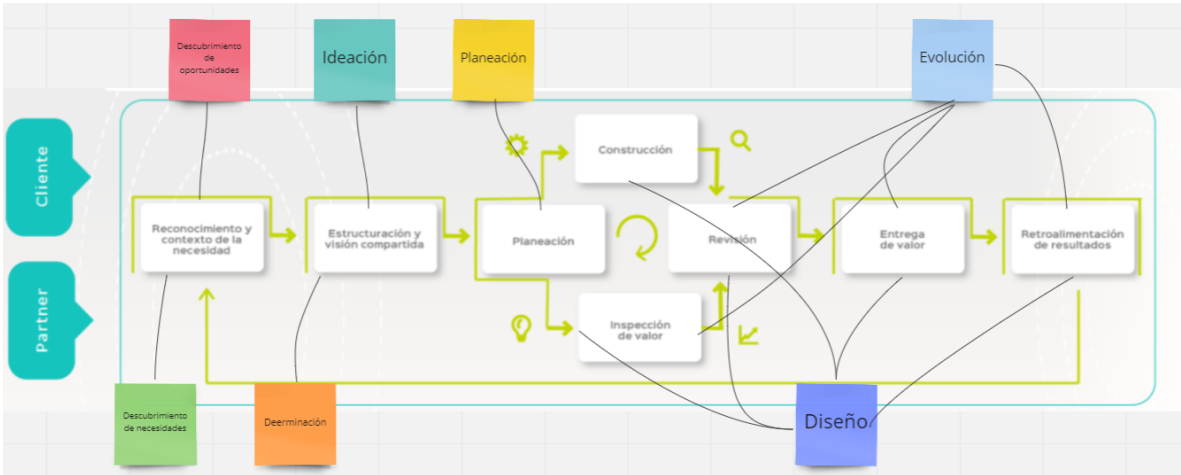 Descubrimiento
de
oportunidades
Ideación
Planeación
Evolución
Cliente
Partner
Construcción
Reconocimiento y
contexto de la
necesidad
Estructuración y
visión compartida
Planeación
Revisión
Entrega
de valor
Retroalimentación
de resultados
Inspección
de valor
Descubrimiento
de necesidades
Deerminación
Diseño